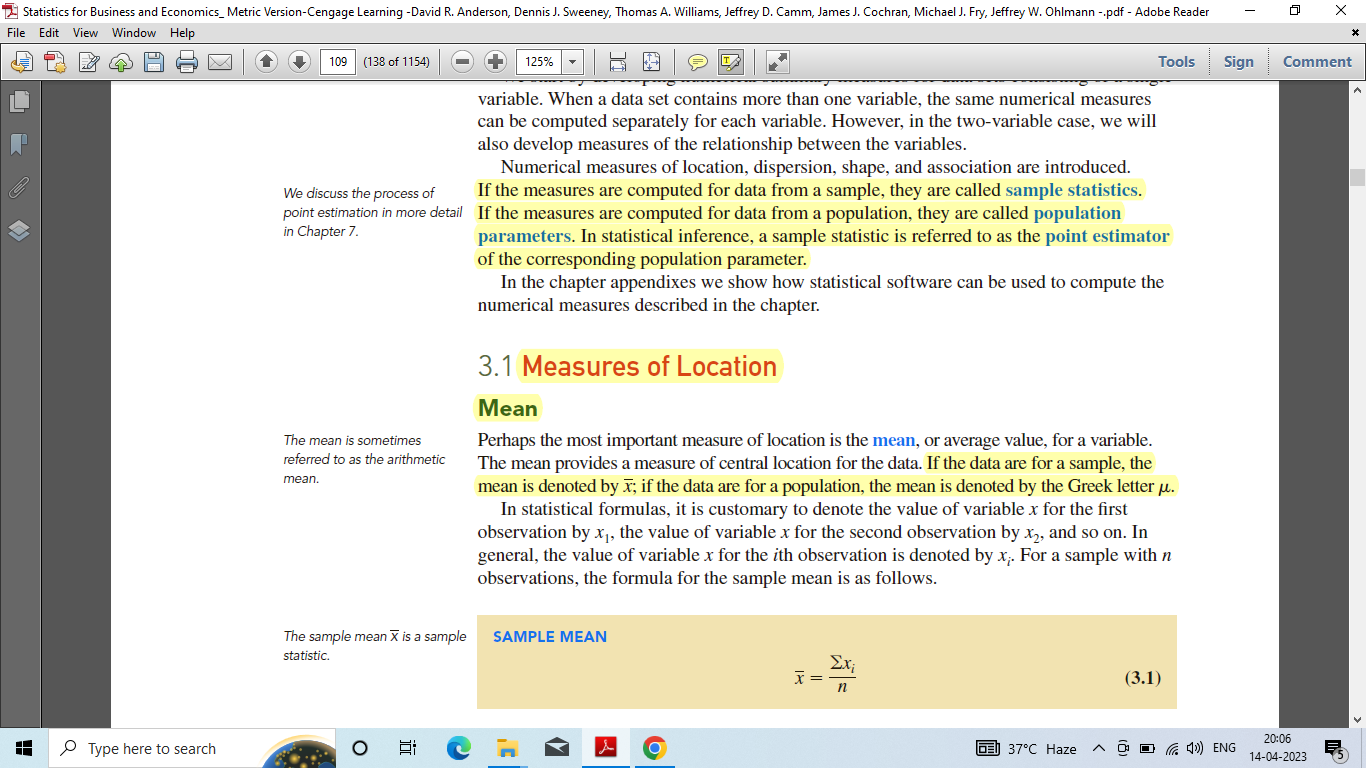 Statistics for Business and Economics_ Metric Version-Cengage Learning -David R. Anderson, Dennis J. Sweeney, Thomas A. Williams, Jeffrey D. Camm, James J. Cochran, Michael J. Fry, Jeffrey W. Ohlmann -.pdf - Adobe Reader
File Edit View Window Help
109 (138 of 1154) 125% Tools Sign Comment
variable. When a data set contains more than one variable, the same numerical measures
can be computed separately for each variable. However, in the two-variable case, we will
also develop measures of the relationship between the variables.
Numerical measures of location, dispersion, shape, and association are introduced.
If the measures are computed for data from a sample, they are called sample statistics.
If the measures are computed for data from a population, they are called population
parameters. In statistical inference, a sample statistic is referred to as the point estimator
of the corresponding population parameter.
We discuss the process of
point estimation in more detail
in Chapter 7.
In the chapter appendixes we show how statistical software can be used to compute the
numerical measures described in the chapter.
3.1 Measures of Location
Mean
Perhaps the most important measure of location is the mean, or average value, for a variable.
The mean provides a measure of central location for the data. If the data are for a sample, the
mean is denoted by x̅; if the data are for a population, the mean is denoted by the Greek letter μ.
The mean is sometimes
referred to as the arithmetic
mean.
In statistical formulas, it is customary to denote the value of variable x for the first
observation by x₁, the value of variable x for the second observation by x₂, and so on. In
general, the value of variable x for the ith observation is denoted by xᵢ. For a sample with n
observations, the formula for the sample mean is as follows.
The sample mean x̅ is a sample
statistic.
SAMPLE MEAN
x̅ = Σxᵢ / n (3.1)
Type here to search
37°C Haze ENG
20:06
14-04-2023
5